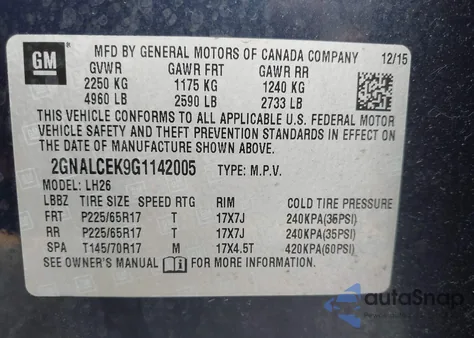 GM
MFD BY GENERAL MOTORS OF CANADA COMPANY 12/15
GVWR GAWR FRT GAWR RR
2250 KG 1175 KG 1240 KG
4960 LB 2590 LB 2733 LB
THIS VEHICLE CONFORMS TO ALL APPLICABLE U.S. FEDERAL MOTOR
VEHICLE SAFETY AND THEFT PREVENTION STANDARDS IN EFFECT ON
THE DATE OF MANUFACTURE SHOWN ABOVE.
2GNALCEK9G1142005 TYPE: M.P.V.
MODEL: LH26
LBBZ TIRE SIZE SPEED RTG RIM COLD TIRE PRESSURE
FRT P225/65R17 T 17X7J 240KPA(35PSI)
RR P225/65R17 T 17X7J 240KPA(35PSI)
SPA T145/70R17 M 17X4.5T 420KPA(60PSI)
SEE OWNER'S MANUAL FOR MORE INFORMATION.
autoSnap